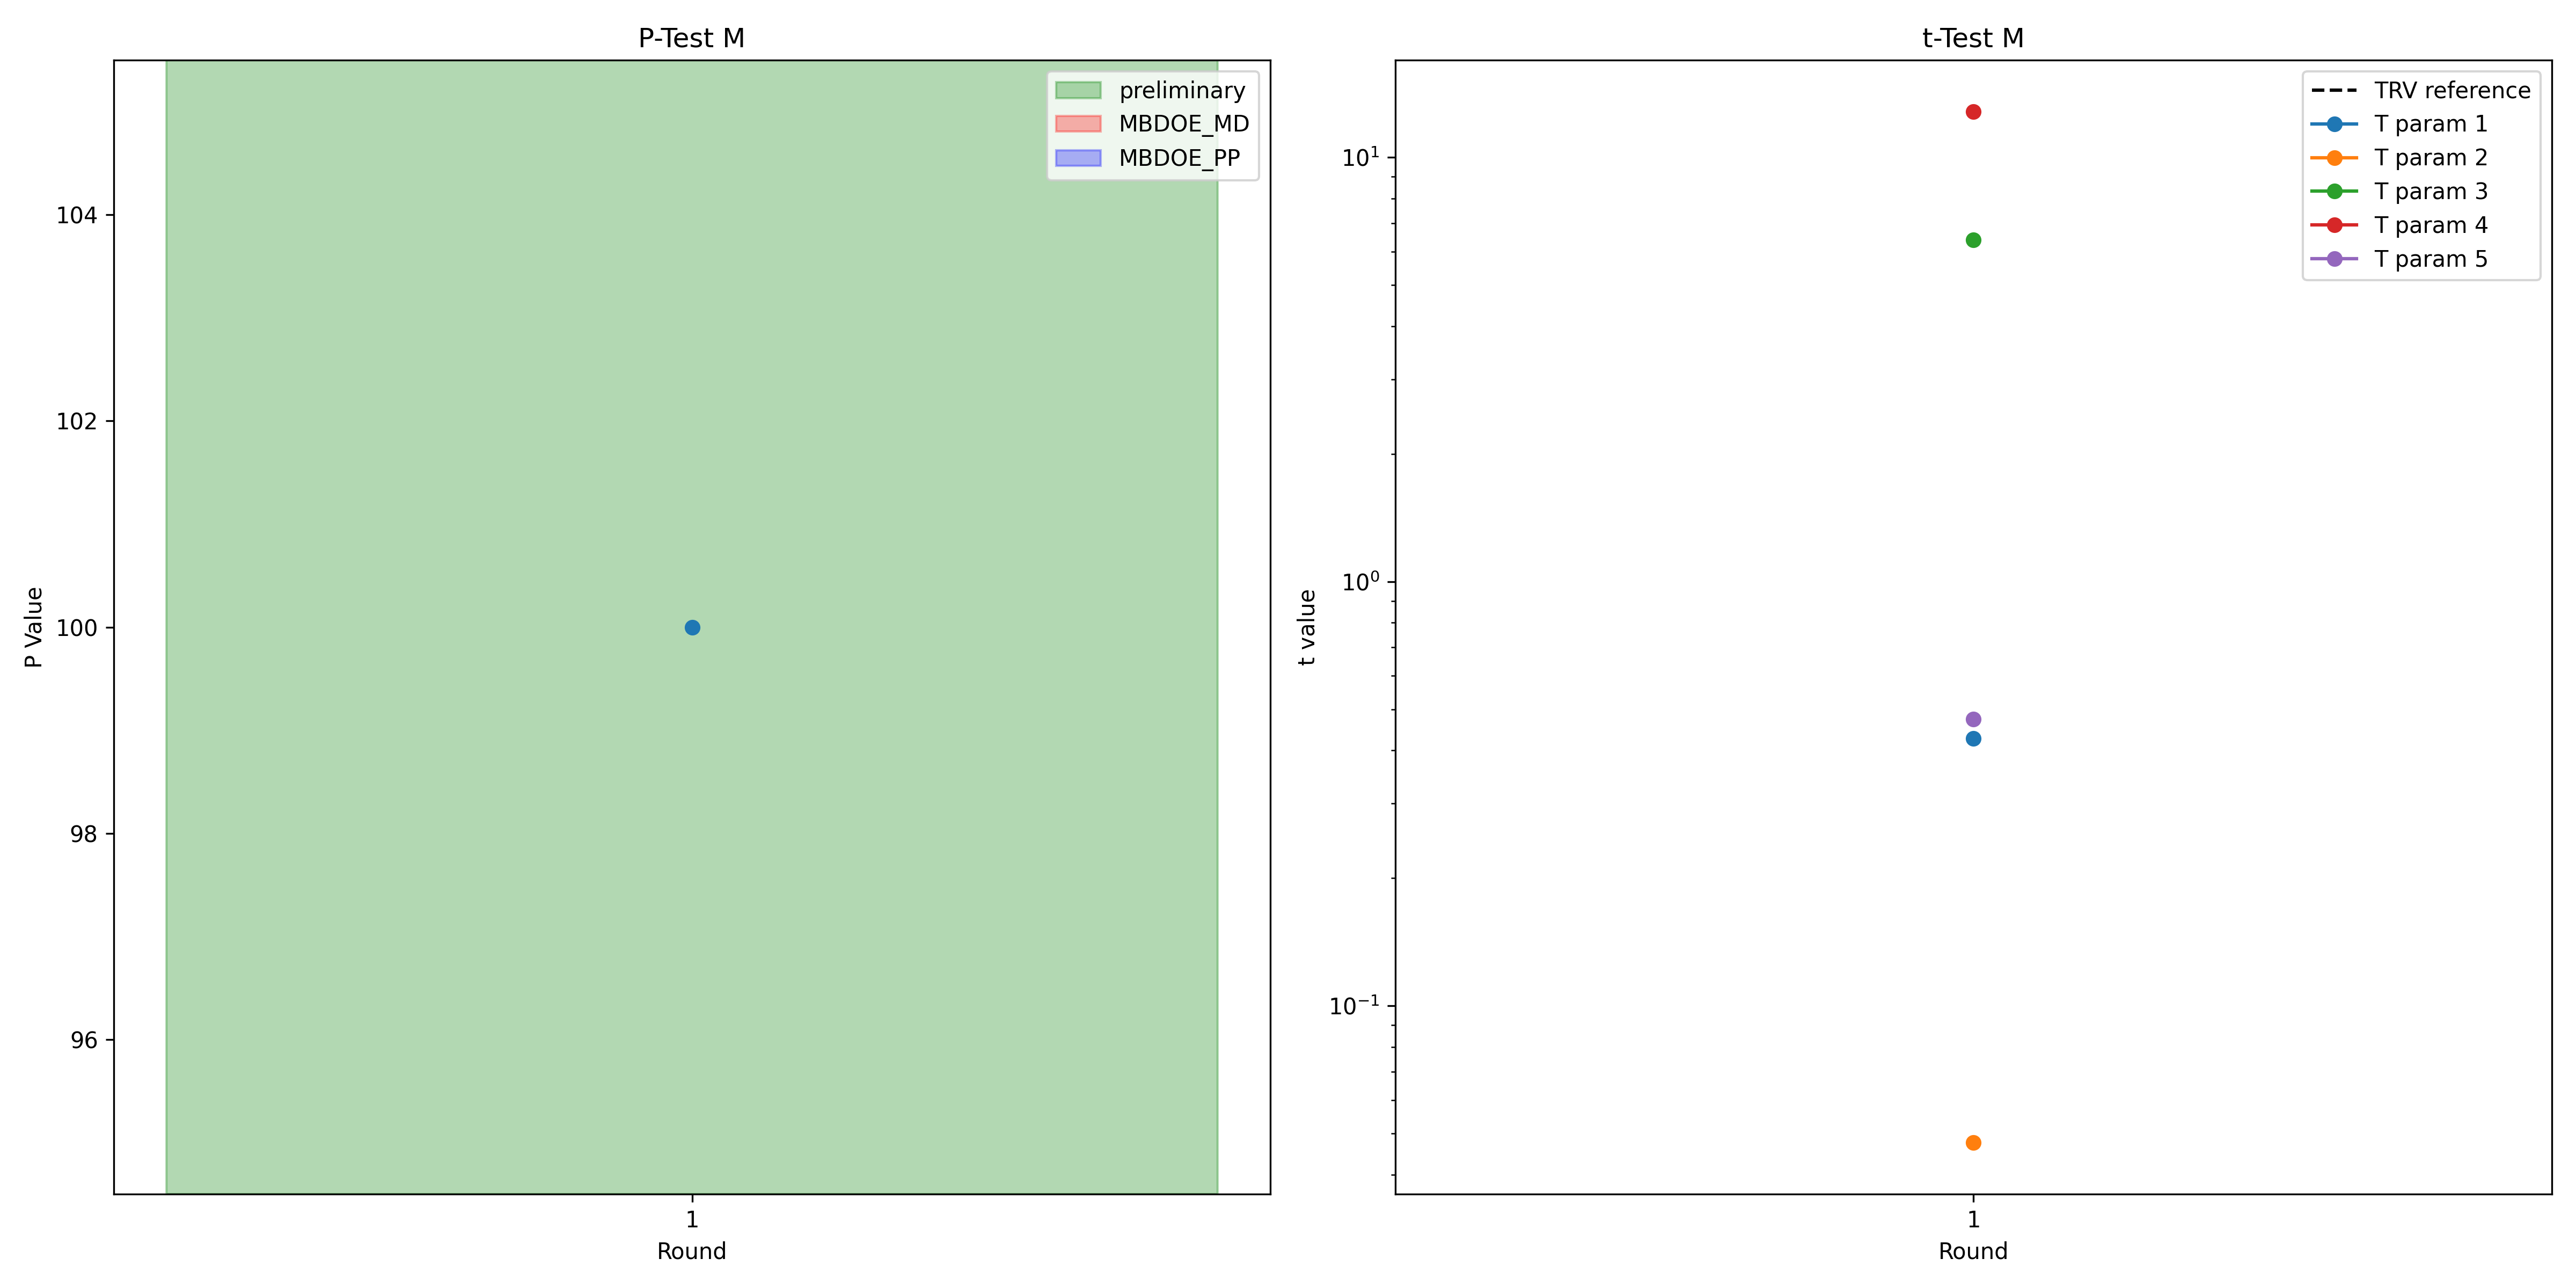 P-Test M
P Value
104
102
100
98
96
preliminary
MBDOE_MD
MBDOE_PP
1
Round
t-Test M
t value
10¹
10⁰
10⁻¹
TRV reference
T param 1
T param 2
T param 3
T param 4
T param 5
1
Round